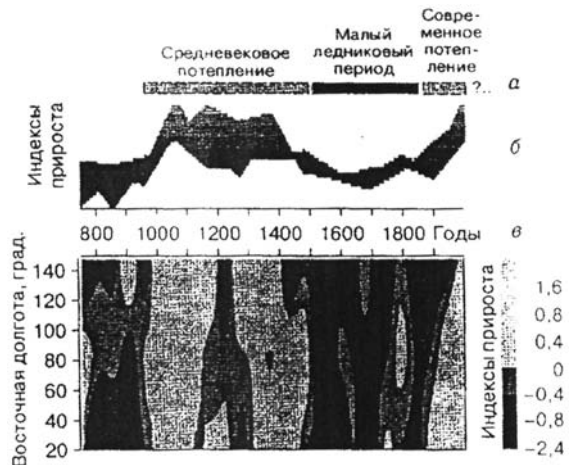 Средневековое
потепление
Малый
ледниковый
период
Совре-
менное
потеп-
ление
?..
а
Индексы
прироста
б
800 1000 1200 1400 1600 1800 Годы
в
Восточная долгота, град.
140
120
100
80
60
40
20
Индексы прироста
1,6
0,8
0,4
0
-0,4
-0,8
-2,4